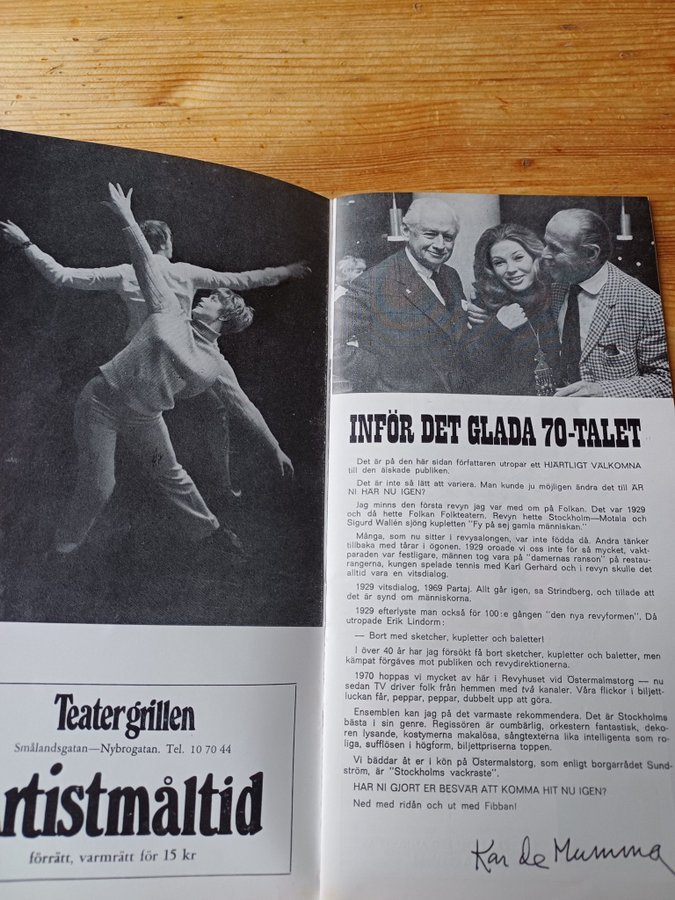 Teatergrillen
Smålandsgatan—Nybrogatan. Tel. 10 70 44
rtistmåltid
förrätt, varmrätt för 15 kr
INFÖR DET GLADA 70-TALET
Det är på den här sidan författaren utropar ett HJÄRTLIGT VÄLKOMNA
till den älskade publiken.
Det är inte så lätt att variera. Man kunde ju möjligen ändra det till ÄR
NI HÄR NU IGEN?
Jag minns den första revyn jag var med om på Folkan. Det var 1929
och då hette Folkan Folkteatern. Revyn hette Stockholm—Motala och
Sigurd Wallén sjöng kupletten "Fy på sej gamla människan."
Många, som nu sitter i revysalongen, var inte födda då. Andra tänker
tillbaka med tårar i ögonen. 1929 oroade vi oss inte för så mycket, vakt-
paraden var festligare, männen tog vara på "damernas ranson" på restau-
rangerna, kungen spelade tennis med Karl Gerhard och i revyn skulle det
alltid vara en vitsdialog.
1929 vitsdialog, 1969 Partaj. Allt går igen, sa Strindberg, och tillade att
det är synd om människorna.
1929 efterlyste man också för 100:e gången "den nya revyformen". Då
utropade Erik Lindorm:
— Bort med sketcher, kupletter och baletter!
I över 40 år har jag försökt få bort sketcher, kupletter och baletter, men
kämpat förgäves mot publiken och revydirektionerna.
1970 hoppas vi mycket av här i Revyhuset vid Östermalmstorg — nu
sedan TV driver folk från hemmen med två kanaler. Våra flickor i biljett-
luckan får, peppar, peppar, dubbelt upp att göra.
Ensemblen kan jag på det varmaste rekommendera. Det är Stockholms
bästa i sin genre. Regissören är oumbärlig, orkestern fantastisk, deko-
ren lysande, kostymerna makalösa, sångtexterna lika intelligenta som ro-
liga, sufflösen i högform, biljettpriserna toppen.
Vi bäddar åt er i kön på Östermalstorg, som enligt borgarrådet Sund-
ström, är "Stockholms vackraste".
HAR NI GJORT ER BESVÄR ATT KOMMA HIT NU IGEN?
Ned med ridån och ut med Fibban!
Kar de Mumma